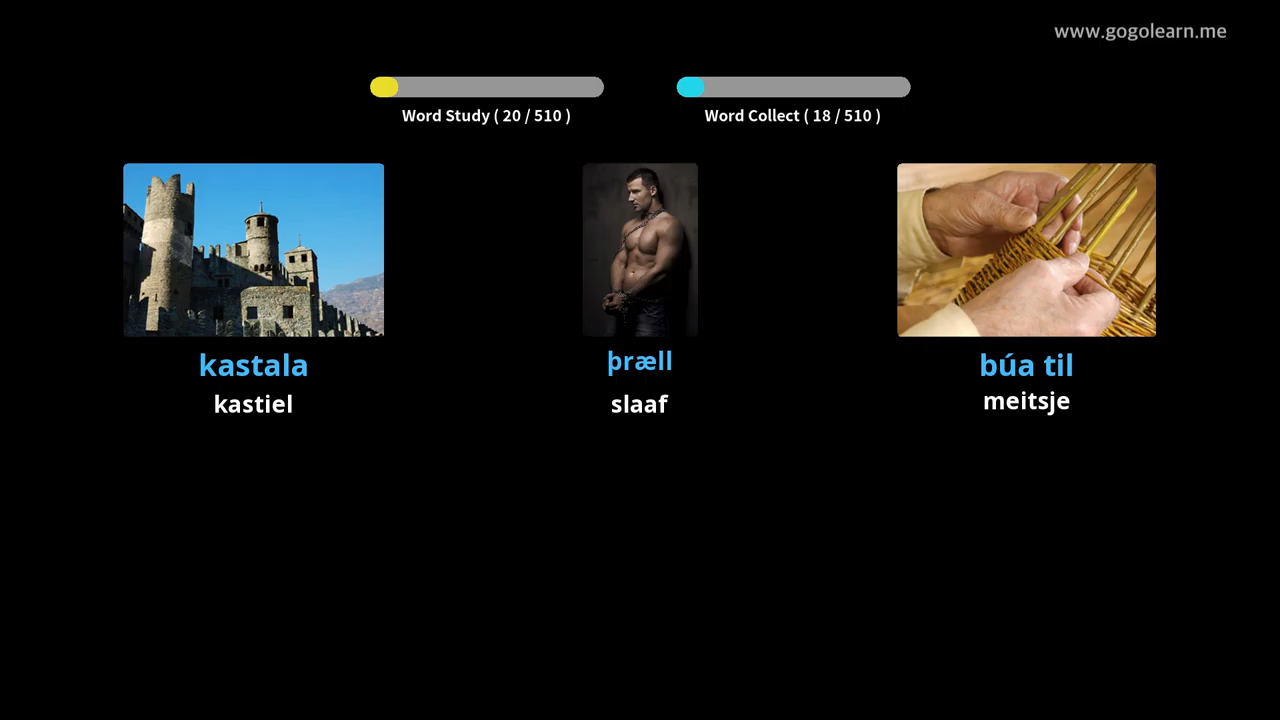 www.gogolearn.me
Word Study ( 20 / 510 )
Word Collect ( 18 / 510 )
kastala
kastiel
þræll
slaaf
búa til
meitsje